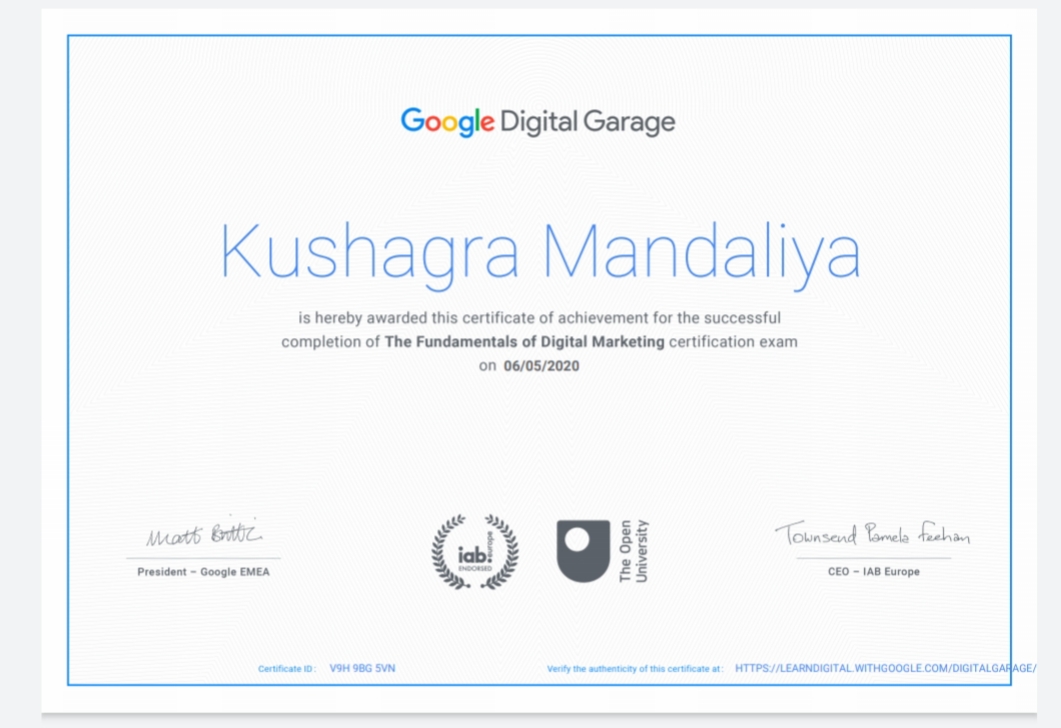 Google Digital Garage
Kushagra Mandaliya
is hereby awarded this certificate of achievement for the successful
completion of The Fundamentals of Digital Marketing certification exam
on 06/05/2020
Matt Brittin
President – Google EMEA
iab: europe
ENDORSED
The Open
University
Townsend Pamela Feehan
CEO – IAB Europe
Certificate ID: V9H 9BG 5VN
Verify the authenticity of this certificate at: HTTPS://LEARNDIGITAL.WITHGOOGLE.COM/DIGITALGARAGE/